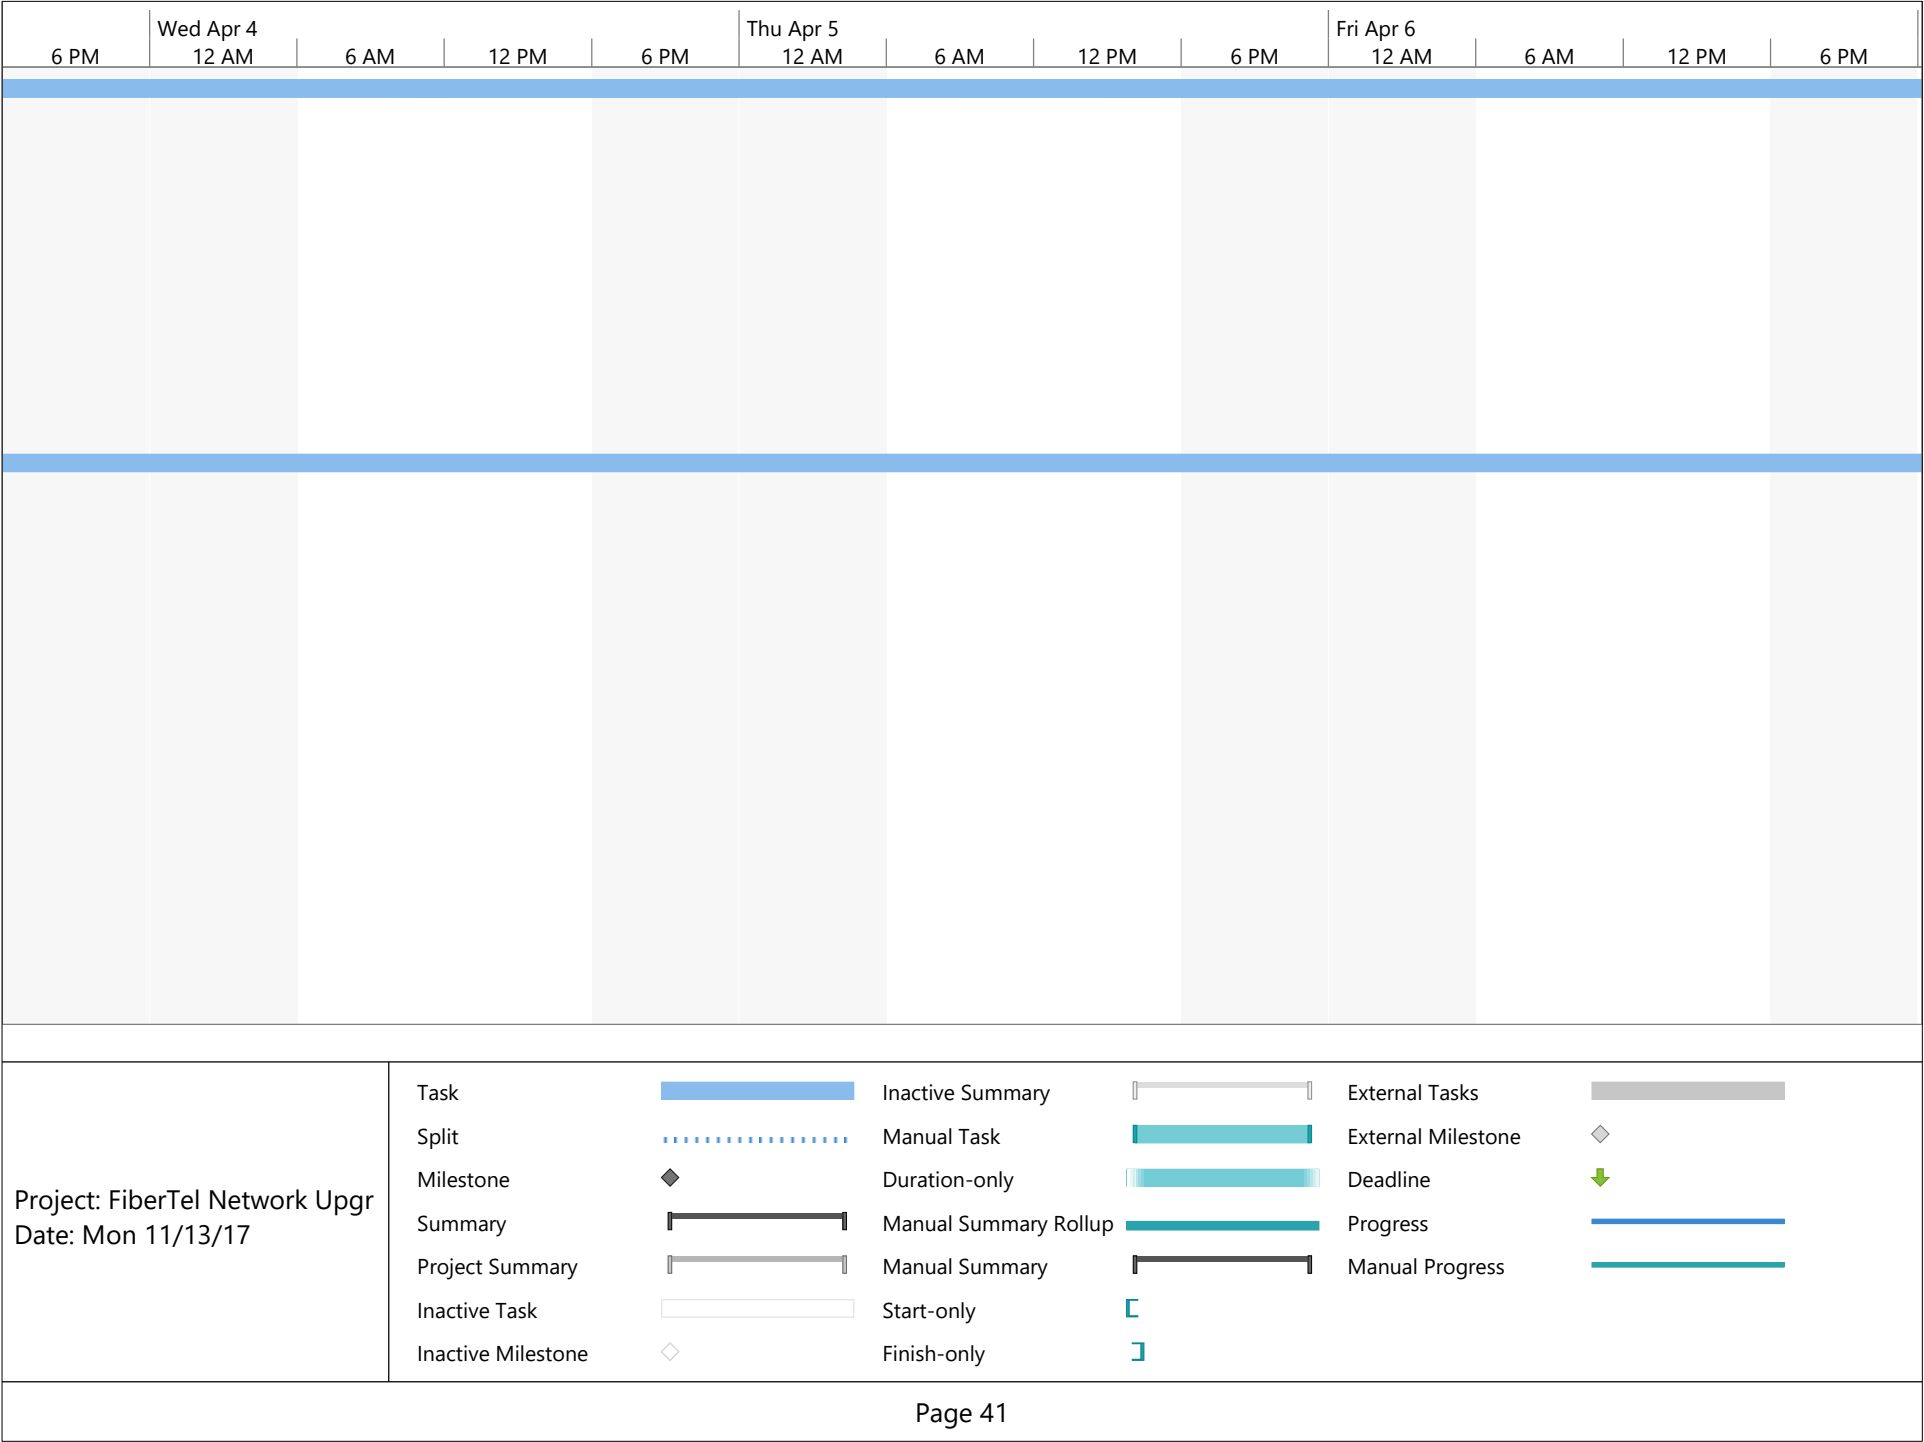 Wed Apr 4 Thu Apr 5 Fri Apr 6
6 PM 12 AM 6 AM 12 PM 6 PM 12 AM 6 AM 12 PM 6 PM 12 AM 6 AM 12 PM 6 PM
Project: FiberTel Network Upgr
Date: Mon 11/13/17
Task
Split
Milestone
Summary
Project Summary
Inactive Task
Inactive Milestone
Inactive Summary
Manual Task
Duration-only
Manual Summary Rollup
Manual Summary
Start-only
Finish-only
External Tasks
External Milestone
Deadline
Progress
Manual Progress
Page 41